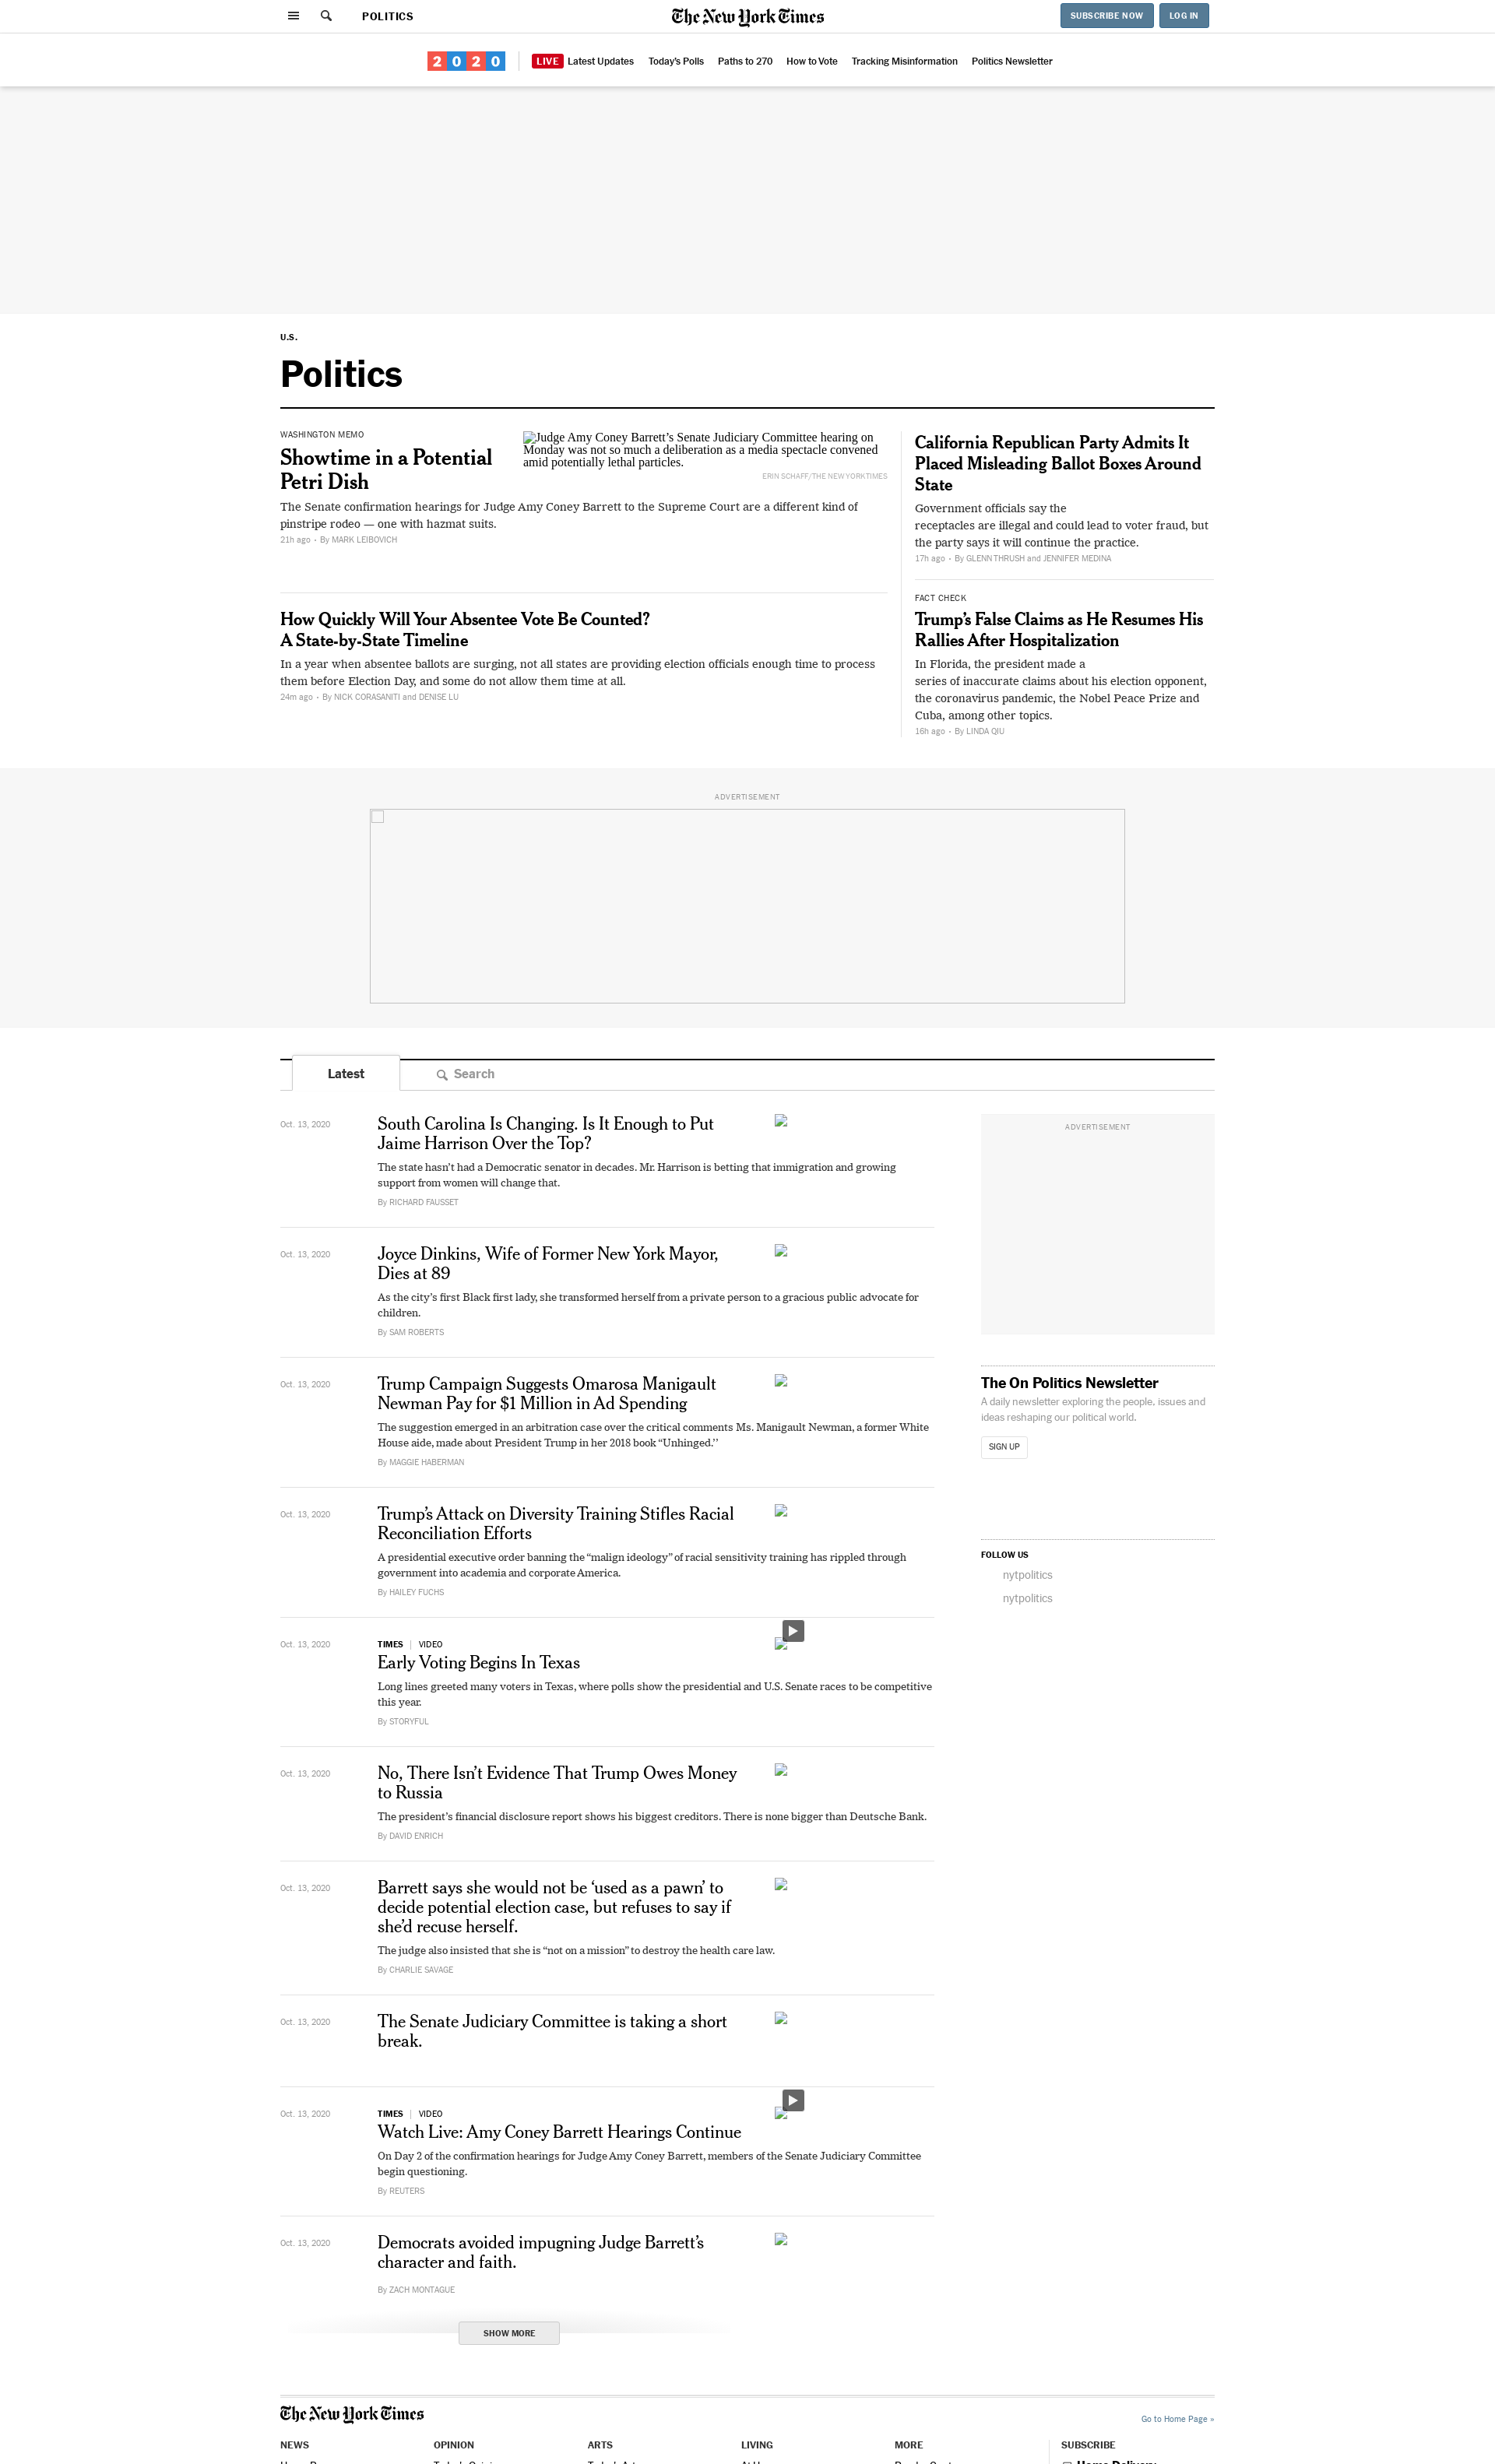 POLITICS
The New York Times
SUBSCRIBE NOW
LOG IN
2020
LIVE Latest Updates
Today's Polls
Paths to 270
How to Vote
Tracking Misinformation
Politics Newsletter
U.S.
Politics
WASHINGTON MEMO
Showtime in a Potential
Petri Dish
Judge Amy Coney Barrett’s Senate Judiciary Committee hearing on
Monday was not so much a deliberation as a media spectacle convened
amid potentially lethal particles.
ERIN SCHAFF/THE NEW YORK TIMES
The Senate confirmation hearings for Judge Amy Coney Barrett to the Supreme Court are a different kind of
pinstripe rodeo — one with hazmat suits.
21h ago • By MARK LEIBOVICH
How Quickly Will Your Absentee Vote Be Counted?
A State-by-State Timeline
In a year when absentee ballots are surging, not all states are providing election officials enough time to process
them before Election Day, and some do not allow them time at all.
24m ago • By NICK CORASANITI and DENISE LU
California Republican Party Admits It
Placed Misleading Ballot Boxes Around
State
Government officials say the
receptacles are illegal and could lead to voter fraud, but
the party says it will continue the practice.
17h ago • By GLENN THRUSH and JENNIFER MEDINA
FACT CHECK
Trump’s False Claims as He Resumes His
Rallies After Hospitalization
In Florida, the president made a
series of inaccurate claims about his election opponent,
the coronavirus pandemic, the Nobel Peace Prize and
Cuba, among other topics.
16h ago • By LINDA QIU
ADVERTISEMENT
Latest
Search
Oct. 13, 2020
South Carolina Is Changing. Is It Enough to Put
Jaime Harrison Over the Top?
The state hasn’t had a Democratic senator in decades. Mr. Harrison is betting that immigration and growing
support from women will change that.
By RICHARD FAUSSET
Oct. 13, 2020
Joyce Dinkins, Wife of Former New York Mayor,
Dies at 89
As the city’s first Black first lady, she transformed herself from a private person to a gracious public advocate for
children.
By SAM ROBERTS
Oct. 13, 2020
Trump Campaign Suggests Omarosa Manigault
Newman Pay for $1 Million in Ad Spending
The suggestion emerged in an arbitration case over the critical comments Ms. Manigault Newman, a former White
House aide, made about President Trump in her 2018 book “Unhinged.’’
By MAGGIE HABERMAN
Oct. 13, 2020
Trump’s Attack on Diversity Training Stifles Racial
Reconciliation Efforts
A presidential executive order banning the “malign ideology” of racial sensitivity training has rippled through
government into academia and corporate America.
By HAILEY FUCHS
Oct. 13, 2020
TIMES | VIDEO
Early Voting Begins In Texas
Long lines greeted many voters in Texas, where polls show the presidential and U.S. Senate races to be competitive
this year.
By STORYFUL
Oct. 13, 2020
No, There Isn’t Evidence That Trump Owes Money
to Russia
The president’s financial disclosure report shows his biggest creditors. There is none bigger than Deutsche Bank.
By DAVID ENRICH
Oct. 13, 2020
Barrett says she would not be ‘used as a pawn’ to
decide potential election case, but refuses to say if
she’d recuse herself.
The judge also insisted that she is “not on a mission” to destroy the health care law.
By CHARLIE SAVAGE
Oct. 13, 2020
The Senate Judiciary Committee is taking a short
break.
Oct. 13, 2020
TIMES | VIDEO
Watch Live: Amy Coney Barrett Hearings Continue
On Day 2 of the confirmation hearings for Judge Amy Coney Barrett, members of the Senate Judiciary Committee
begin questioning.
By REUTERS
Oct. 13, 2020
Democrats avoided impugning Judge Barrett’s
character and faith.
By ZACH MONTAGUE
SHOW MORE
ADVERTISEMENT
The On Politics Newsletter
A daily newsletter exploring the people, issues and
ideas reshaping our political world.
SIGN UP
FOLLOW US
nytpolitics
nytpolitics
The New York Times
Go to Home Page »
NEWS
OPINION
ARTS
LIVING
MORE
SUBSCRIBE